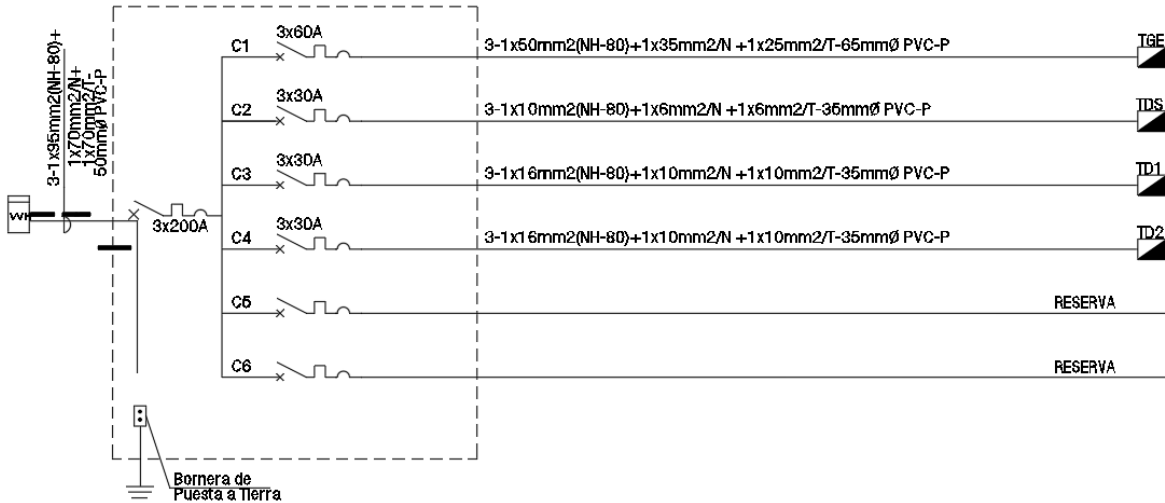 3-1x95mm2(NH-80)+
1x70mm2/N+
1x70mm2/T-
50mmØ PVC-P
Wh
3x200A
C1
3x60A
3-1x50mm2(NH-80)+1x35mm2/N +1x25mm2/T-65mmØ PVC-P
TGE
C2
3x30A
3-1x10mm2(NH-80)+1x6mm2/N +1x6mm2/T-35mmØ PVC-P
TDS
C3
3x30A
3-1x16mm2(NH-80)+1x10mm2/N +1x10mm2/T-35mmØ PVC-P
TD1
C4
3x30A
3-1x16mm2(NH-80)+1x10mm2/N +1x10mm2/T-35mmØ PVC-P
TD2
C5
RESERVA
C6
RESERVA
Bornera de
Puesta a Tierra